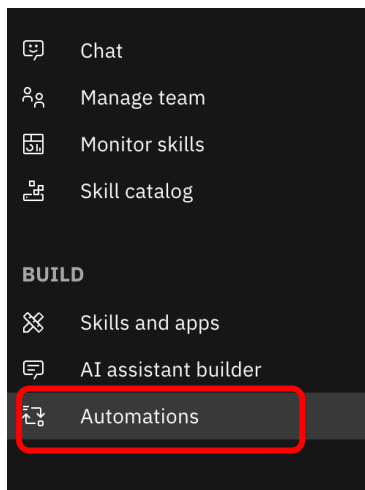 Chat
Manage team
Monitor skills
Skill catalog
BUILD
Skills and apps
AI assistant builder
Automations